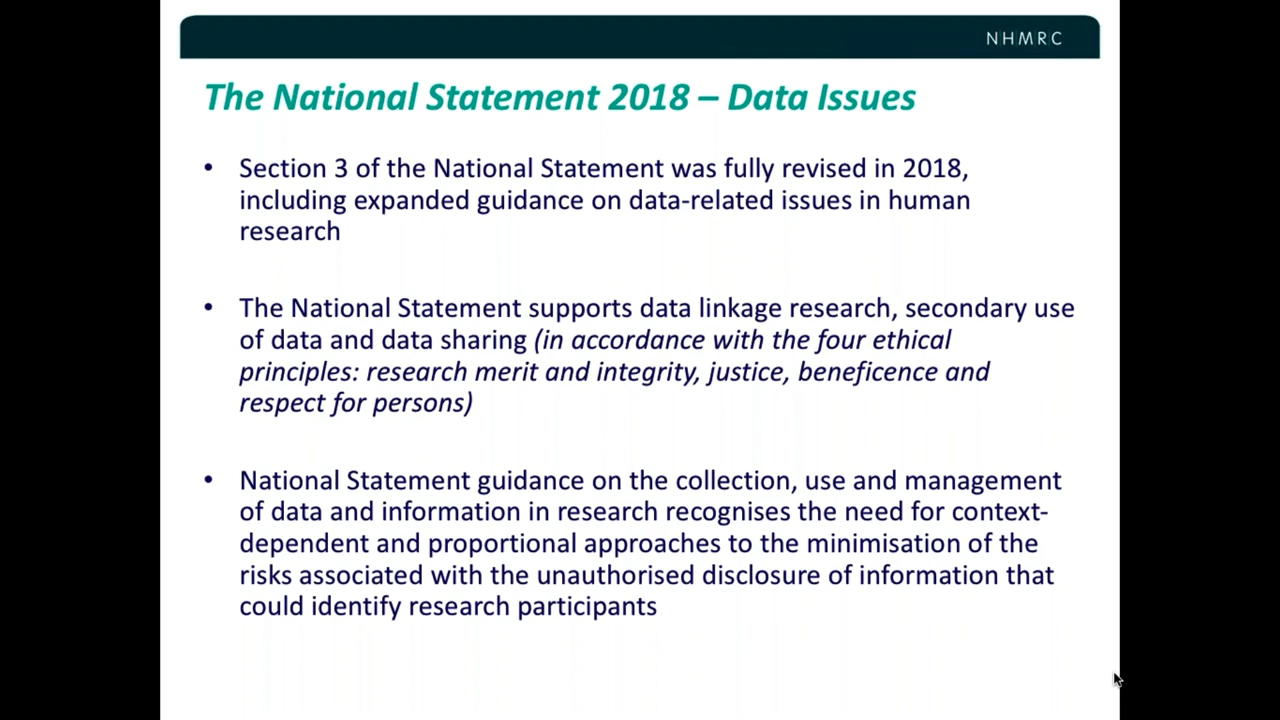 NHMRC
The National Statement 2018 – Data Issues
• Section 3 of the National Statement was fully revised in 2018,
including expanded guidance on data-related issues in human
research
• The National Statement supports data linkage research, secondary use
of data and data sharing (in accordance with the four ethical
principles: research merit and integrity, justice, beneficence and
respect for persons)
• National Statement guidance on the collection, use and management
of data and information in research recognises the need for context-
dependent and proportional approaches to the minimisation of the
risks associated with the unauthorised disclosure of information that
could identify research participants